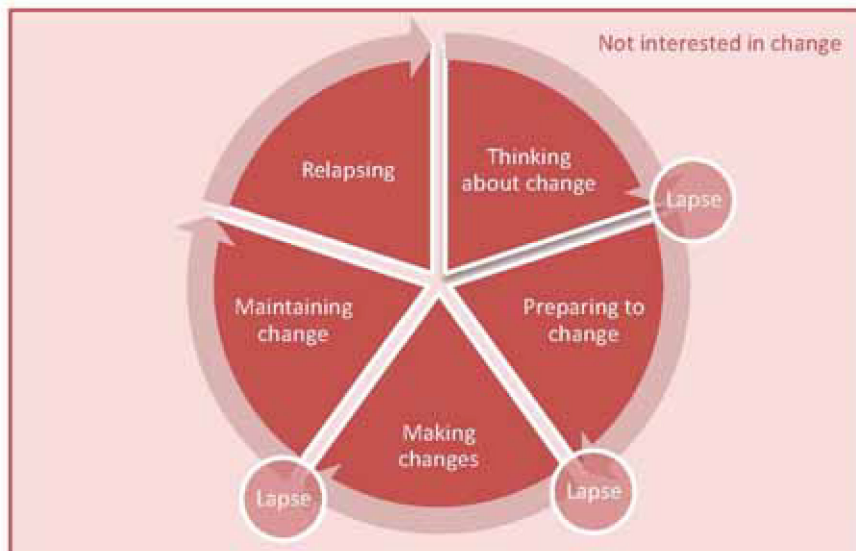 Not interested in change
Relapsing
Thinking
about change
Lapse
Preparing to
change
Lapse
Making
changes
Lapse
Maintaining
change